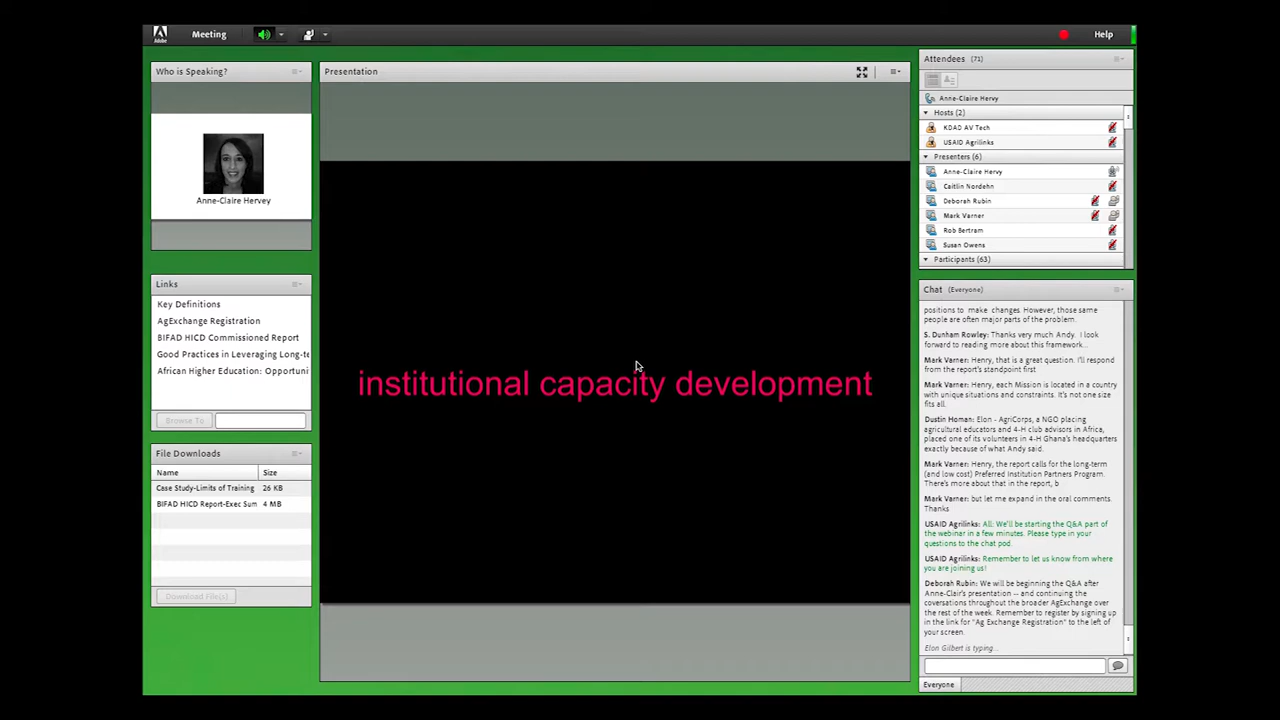 Adobe
Meeting
Help
Who is Speaking?
Anne-Claire Hervey
Links
Key Definitions
AgExchange Registration
BIFAD HICD Commissioned Report
Good Practices in Leveraging Long-te
African Higher Education: Opportuni
Browse To
File Downloads
Name Size
Case Study-Limits of Training 26 KB
BIFAD HICD Report-Exec Sum 4 MB
Download File(s)
Presentation
institutional capacity development
Attendees (71)
Anne-Claire Hervy
Hosts (2)
KDAD AV Tech
USAID Agrilinks
Presenters (6)
Anne-Claire Hervy
Caitlin Nordehn
Deborah Rubin
Mark Varner
Rob Bertram
Susan Owens
Participants (63)
Chat (Everyone)
positions to make changes. However, those same
people are often major parts of the problem.
S. Dunham Rowley: Thanks very much Andy. I look
forward to reading more about this framework...
Mark Varner: Henry, that is a great question. I'll respond
from the report's standpoint first
Mark Varner: Henry, each Mission is located in a country
with unique situations and constraints. It's not one size
fits all.
Dustin Homan: Elon - AgriCorps, a NGO placing
agricultural educators and 4-H club advisors in Africa,
placed one of its volunteers in 4-H Ghana's headquarters
exactly because of what Andy said.
Mark Varner: Henry, the report calls for the long-term
(and low cost) Preferred Institution Partners Program.
There's more about that in the report, b
Mark Varner: but let me expand in the oral comments.
Thanks
USAID Agrilinks: All: We'll be starting the Q&A part of
the webinar in a few minutes. Please type in your
questions to the chat pod.
USAID Agrilinks: Remember to let us know from where
you are joining us!
Deborah Rubin: We will be beginning the Q&A after
Anne-Clair's presentation -- and continuing the
coversations throughout the broader AgExchange over
the rest of the week. Remember to register by signing up
in the link for "Ag Exchange Registration" to the left of
your screen.
Elon Gilbert is typing...
Everyone